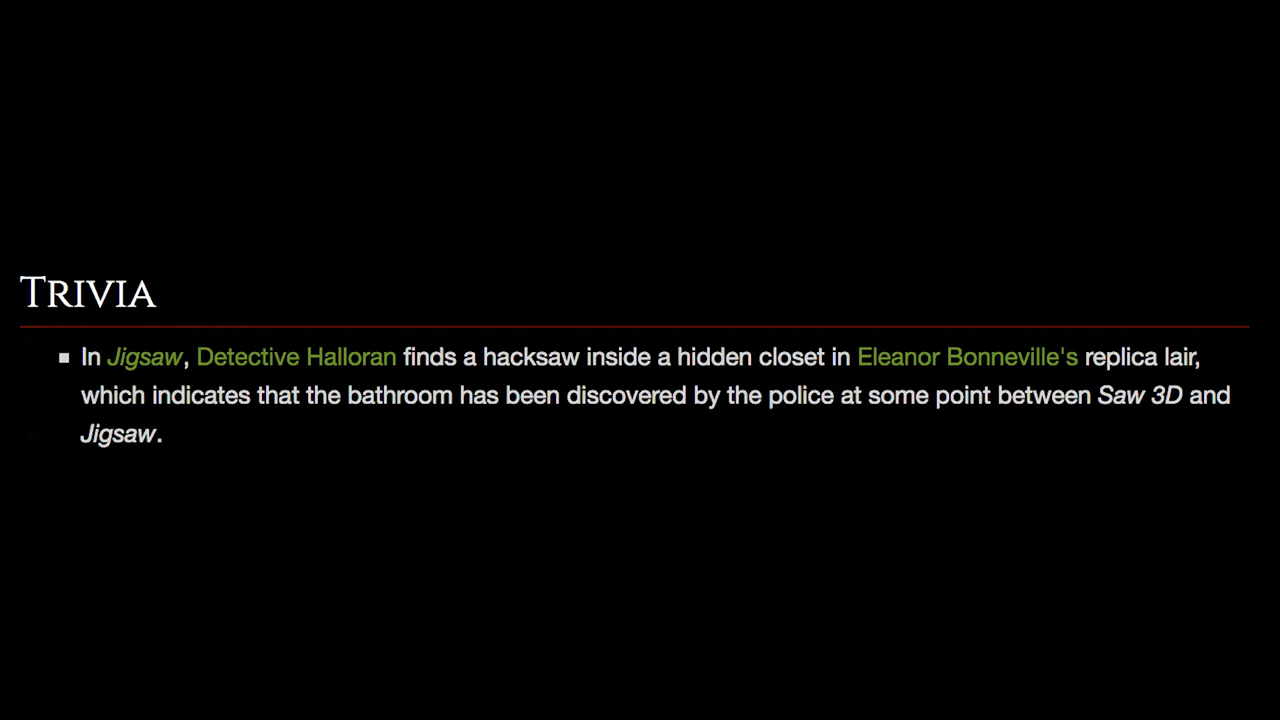 Trivia
In Jigsaw, Detective Halloran finds a hacksaw inside a hidden closet in Eleanor Bonneville's replica lair,
which indicates that the bathroom has been discovered by the police at some point between Saw 3D and
Jigsaw.